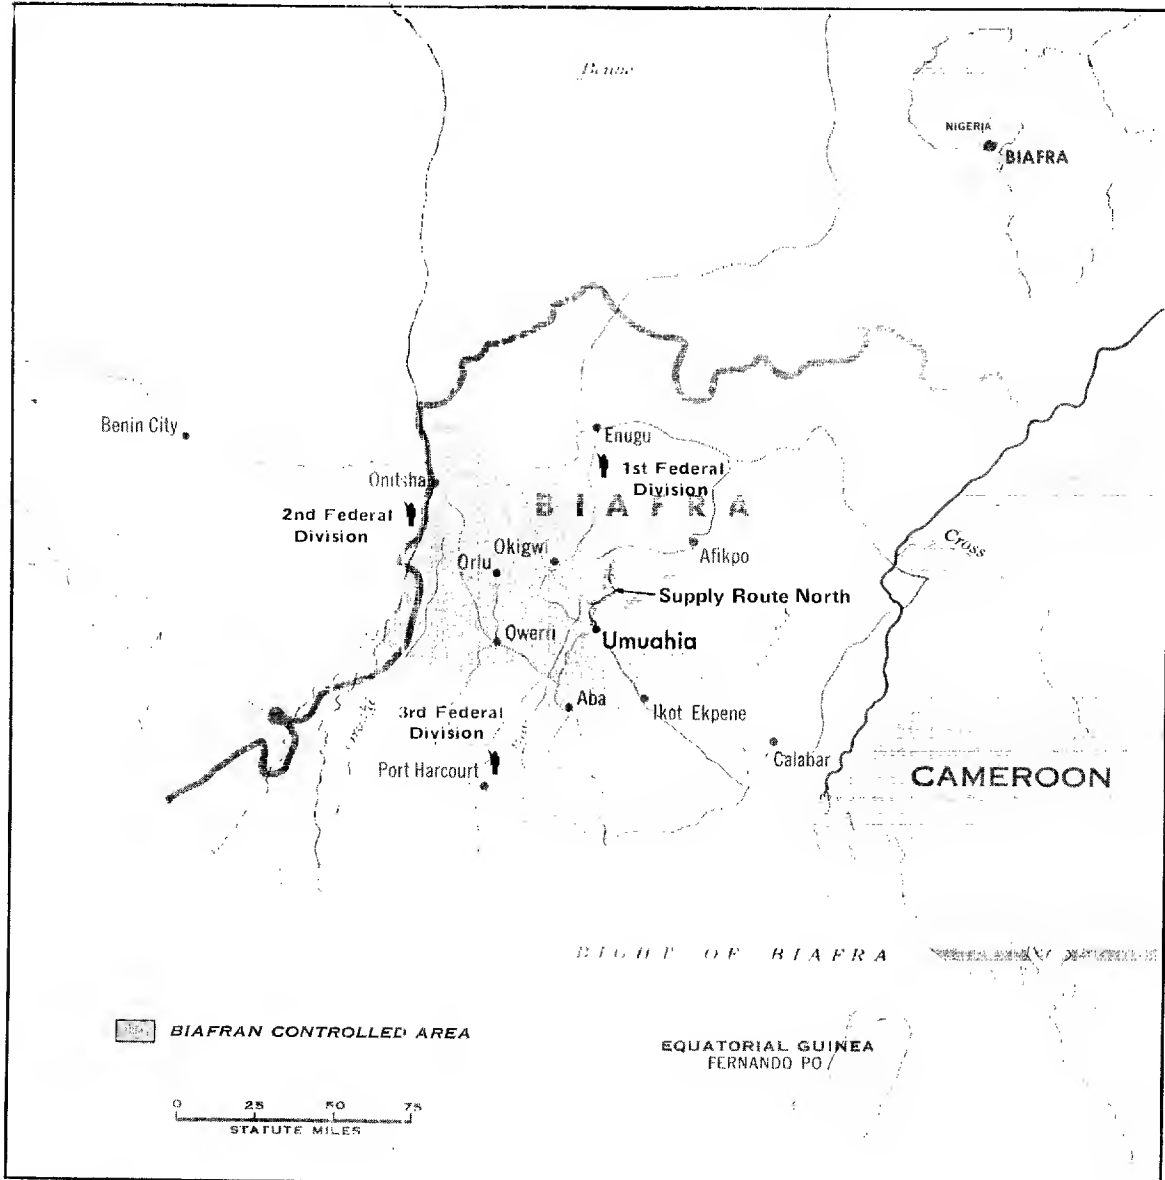 Benue
NIGERIA
BIAFRA
Benin City
Enugu
Onitsha
1st Federal
Division
BIAFRA
2nd Federal
Division
Okigwi
Orlu
Afikpo
Cross
Supply Route North
Owerri
Umuahia
Aba
Ikot Ekpene
3rd Federal
Division
Port Harcourt
Calabar
CAMEROON
BIGHT OF BIAFRA
BIAFRAN CONTROLLED AREA
EQUATORIAL GUINEA
FERNANDO PO
0 25 50 75
STATUTE MILES